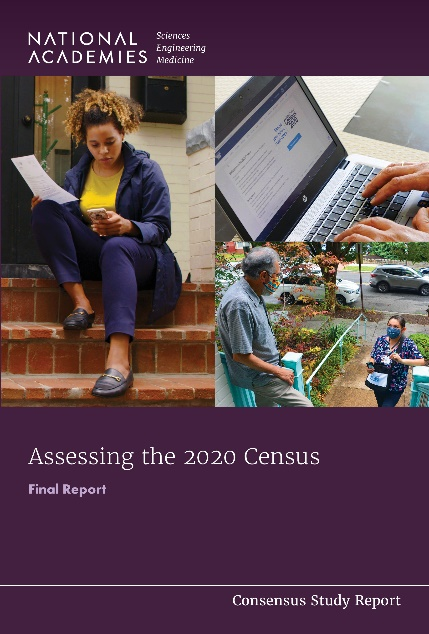 NATIONAL
ACADEMIES
Sciences
Engineering
Medicine
Assessing the 2020 Census
Final Report
Consensus Study Report